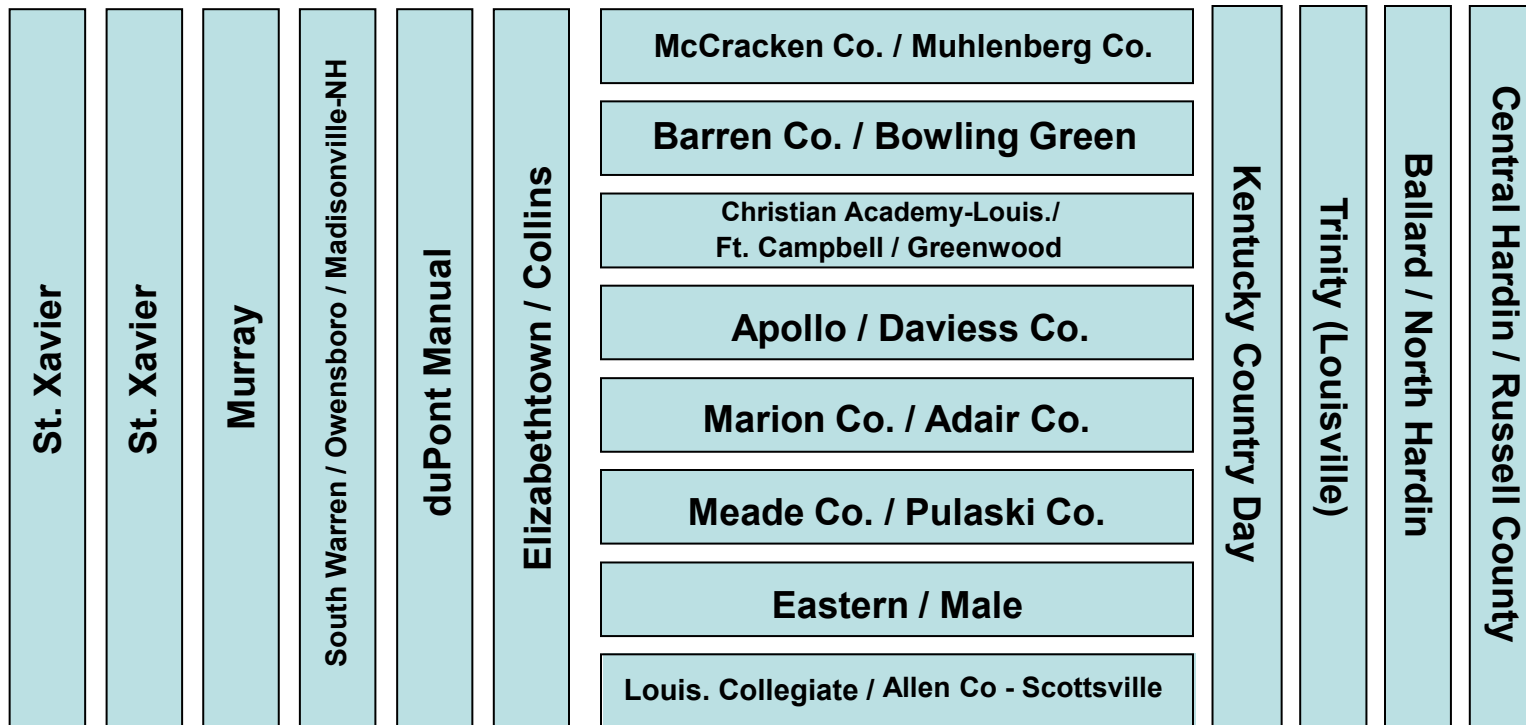 St. Xavier
St. Xavier
Murray
South Warren / Owensboro / Madisonville-NH
duPont Manual
Elizabethtown / Collins
McCracken Co. / Muhlenberg Co.
Barren Co. / Bowling Green
Christian Academy-Louis./
Ft. Campbell / Greenwood
Apollo / Daviess Co.
Marion Co. / Adair Co.
Meade Co. / Pulaski Co.
Eastern / Male
Louis. Collegiate / Allen Co - Scottsville
Kentucky Country Day
Trinity (Louisville)
Ballard / North Hardin
Central Hardin / Russell County